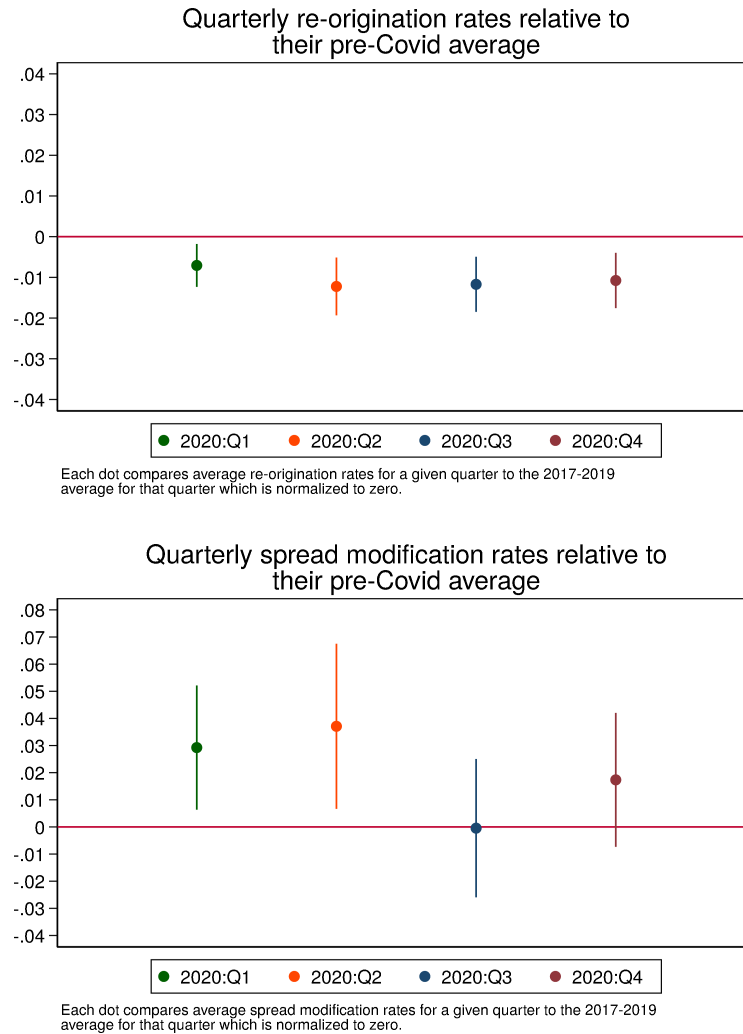 Quarterly re-origination rates relative to
their pre-Covid average
.04
.03
.02
.01
0
-.01
-.02
-.03
-.04
2020:Q1 2020:Q2 2020:Q3 2020:Q4
Each dot compares average re-origination rates for a given quarter to the 2017-2019
average for that quarter which is normalized to zero.
Quarterly spread modification rates relative to
their pre-Covid average
.08
.07
.06
.05
.04
.03
.02
.01
0
-.01
-.02
-.03
-.04
2020:Q1 2020:Q2 2020:Q3 2020:Q4
Each dot compares average spread modification rates for a given quarter to the 2017-2019
average for that quarter which is normalized to zero.